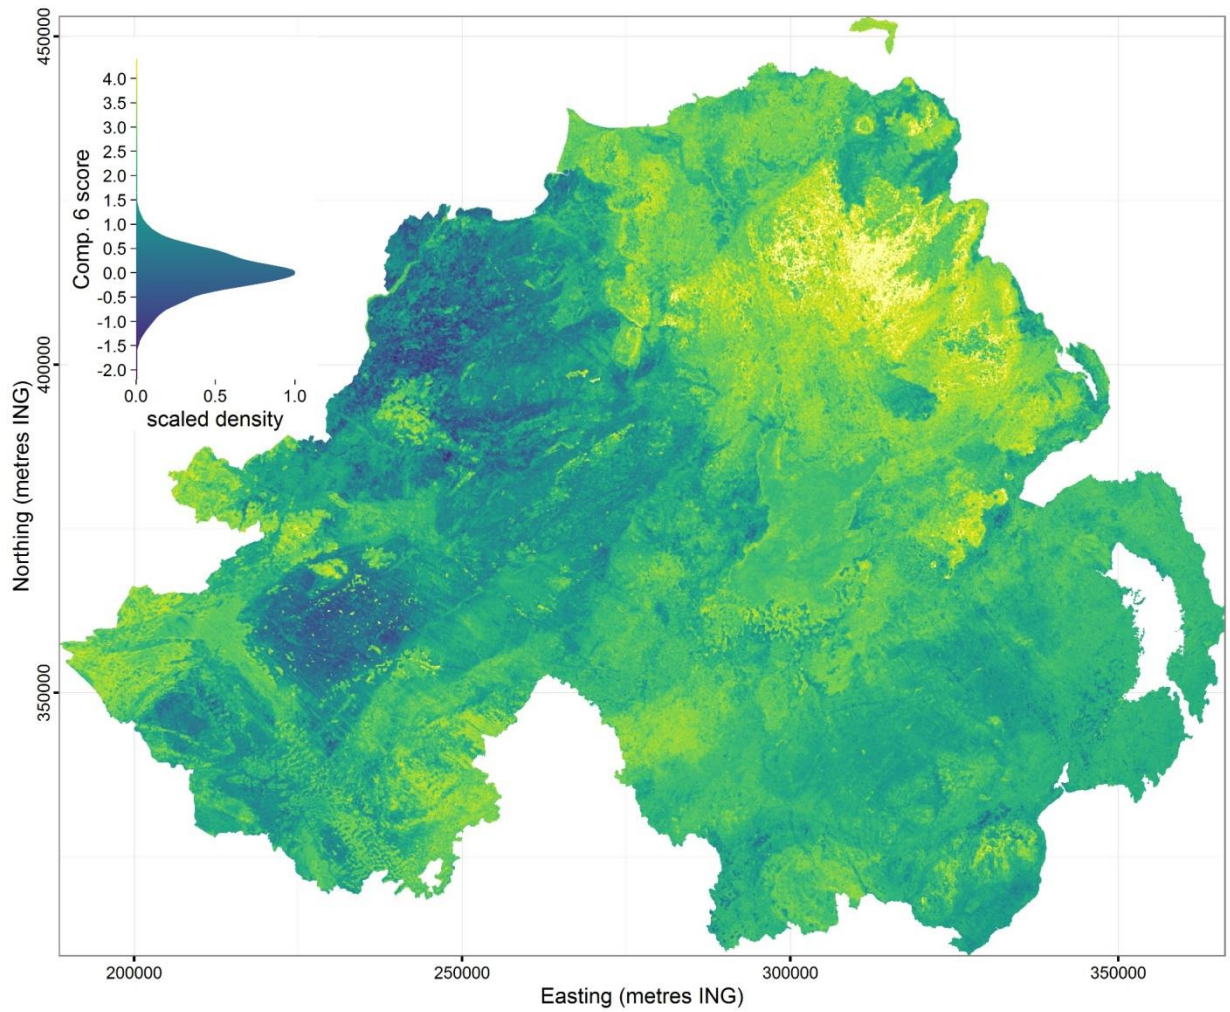 450000
400000
350000
Northing (metres ING)
4.0
3.5
3.0
2.5
2.0
1.5
1.0
0.5
0.0
-0.5
-1.0
-1.5
-2.0
Comp. 6 score
0.0 0.5 1.0
scaled density
200000 250000 300000 350000
Easting (metres ING)